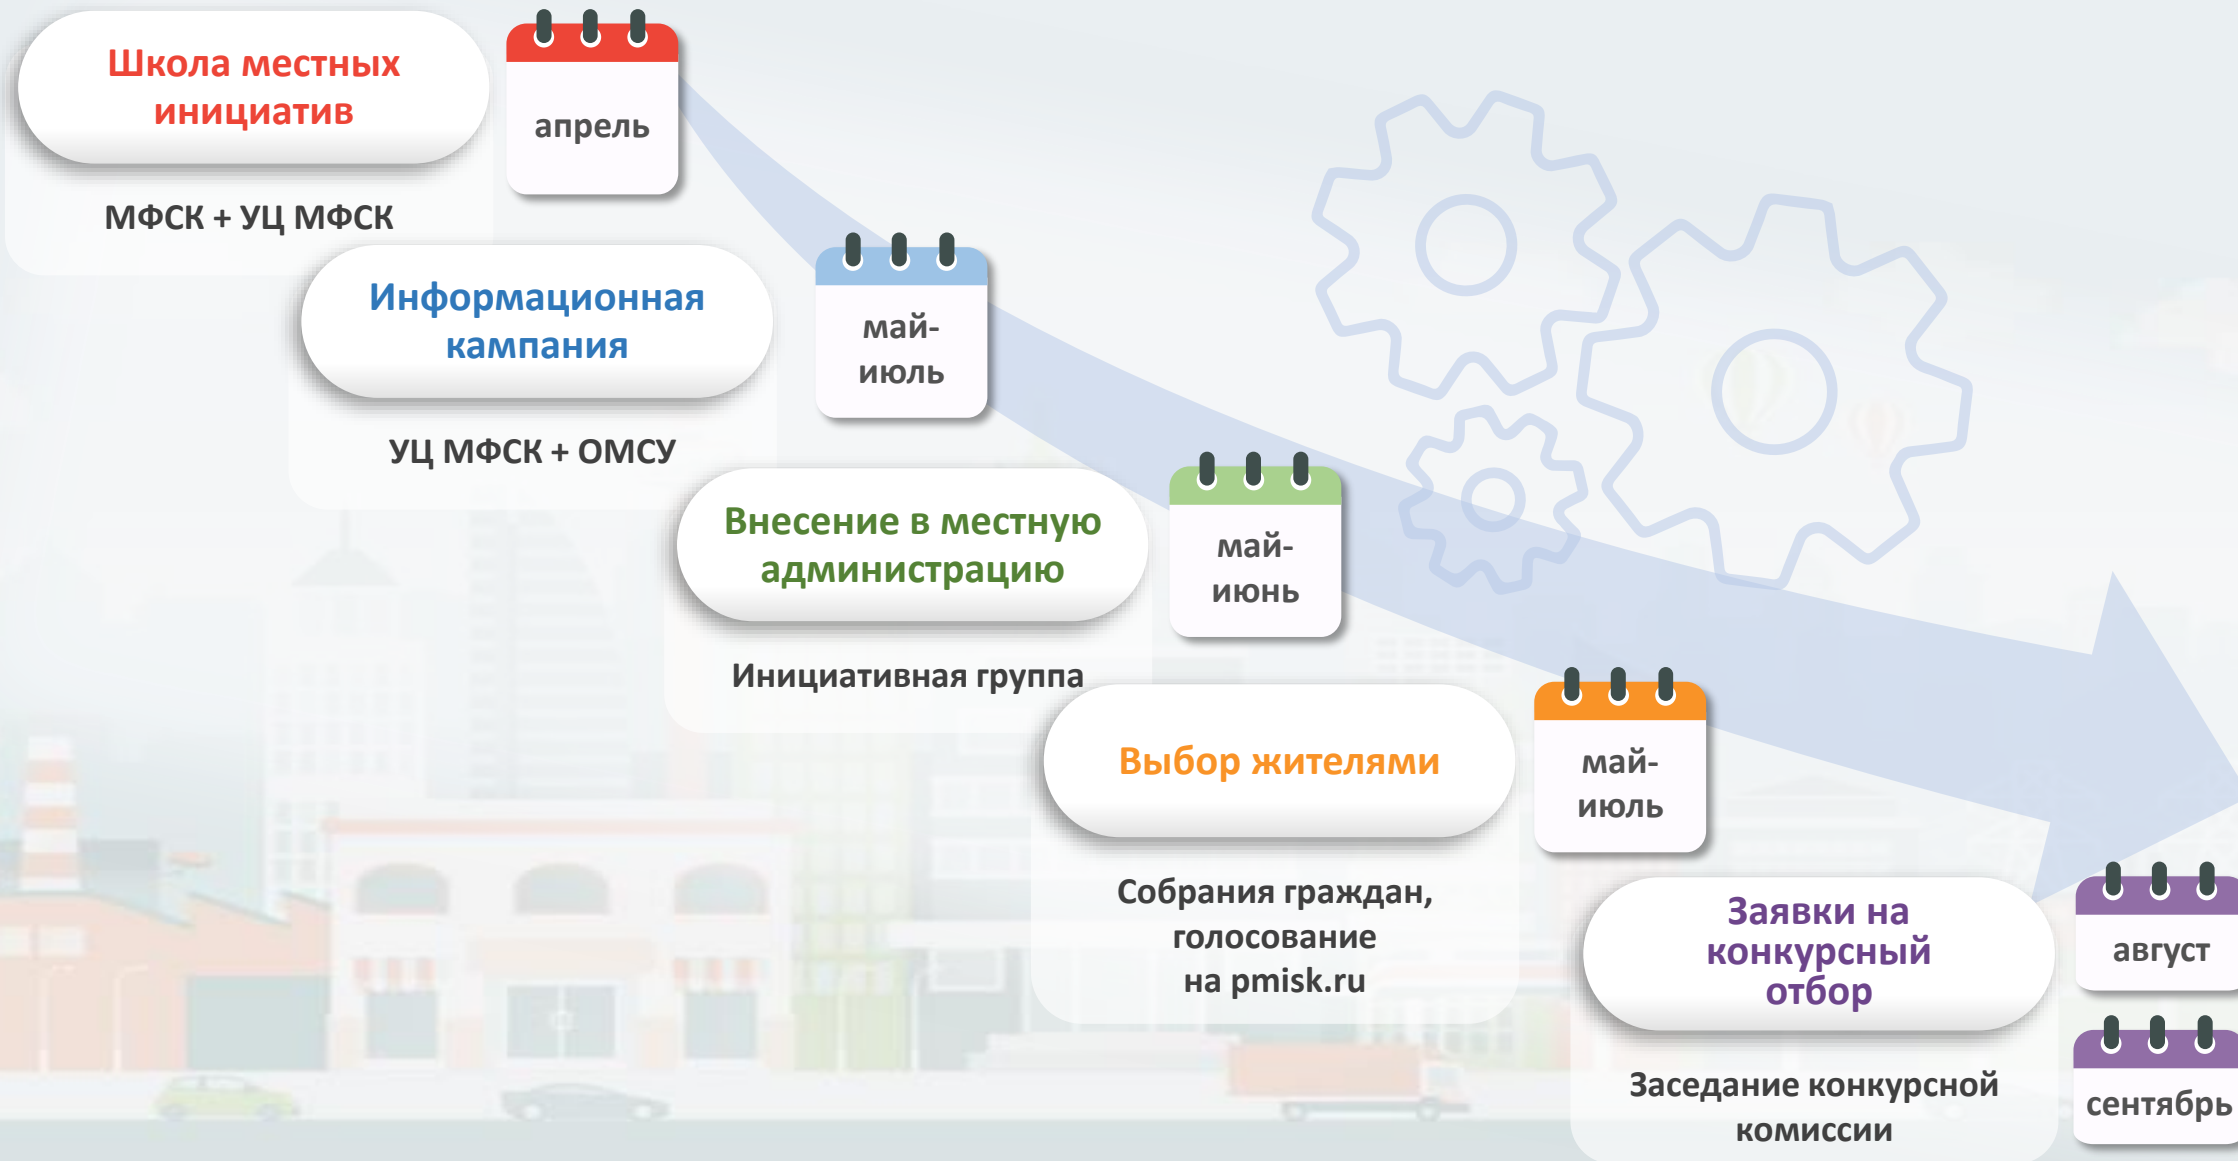 Школа местных
инициатив
апрель
МФСК + УЦ МФСК
Информационная
кампания
май-
июль
УЦ МФСК + ОМСУ
Внесение в местную
администрацию
май-
июнь
Инициативная группа
Выбор жителями
май-
июль
Собрания граждан,
голосование
на pmisk.ru
Заявки на
конкурсный
отбор
август
Заседание конкурсной
комиссии
сентябрь